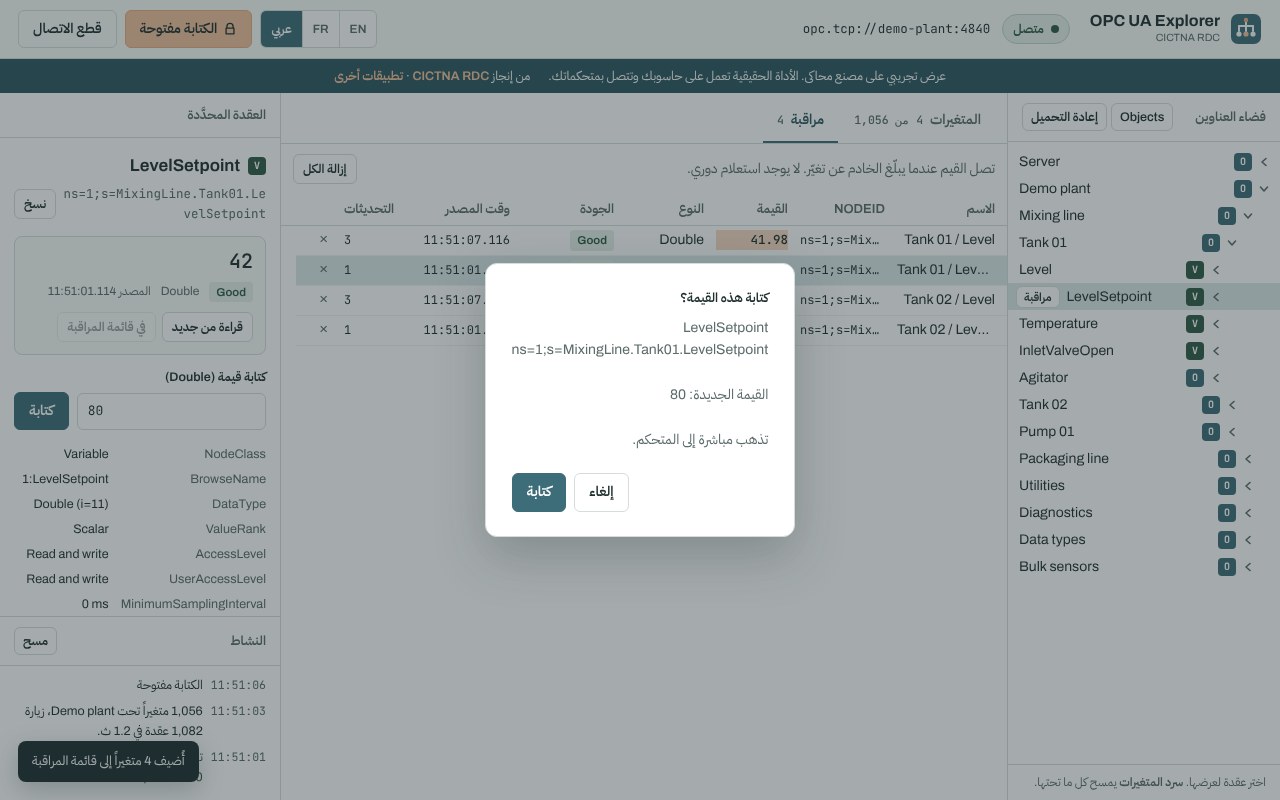 OPC UA Explorer
CICTNA RDC
متصل
opc.tcp://demo-plant:4840
EN
FR
عربي
الكتابة مفتوحة
قطع الاتصال
عرض تجريبي على مصنع محاكى. الأداة الحقيقية تعمل على حاسوبك وتتصل بمتحكماتك. من إنجاز CICTNA RDC · تطبيقات أخرى
فضاء العناوين
Objects
إعادة التحميل
O Server
O Demo plant
O Mixing line
O Tank 01
V Level
V LevelSetpoint مراقبة
V Temperature
V InletValveOpen
O Agitator
O Tank 02
O Pump 01
O Packaging line
O Utilities
O Diagnostics
O Data types
O Bulk sensors
اختر عقدة لعرضها. سرد المتغيرات يمسح كل ما تحتها.
المتغيرات 4 من 1,056
مراقبة 4
تصل القيم عندما يبلّغ الخادم عن تغيّر. لا يوجد استعلام دوري.
إزالة الكل
الاسم NODEID القيمة النوع الجودة وقت المصدر التحديثات
Tank 01 / Level ns=1;s=Mix… 41.98 Double Good 11:51:07.116 3 ×
Tank 01 / Lev… ns=1;s=Mix… 11:51:01. 1 ×
Tank 02 / Level ns=1;s=Mix… 11:51:07. 3 ×
Tank 02 / Lev… ns=1;s=Mix… 11:51:01. 1 ×
كتابة هذه القيمة؟
LevelSetpoint
ns=1;s=MixingLine.Tank01.LevelSetpoint
القيمة الجديدة: 80
تذهب مباشرة إلى المتحكم.
إلغاء
كتابة
العقدة المحدَّدة
V LevelSetpoint
ns=1;s=MixingLine.Tank01.Le
velSetpoint
نسخ
42
Good Double المصدر 11:51:01.114
قراءة من جديد
في قائمة المراقبة
كتابة قيمة (Double)
80
كتابة
NodeClass Variable
BrowseName 1:LevelSetpoint
DataType Double (i=11)
ValueRank Scalar
AccessLevel Read and write
UserAccessLevel Read and write
MinimumSamplingInterval 0 ms
النشاط
مسح
11:51:06 الكتابة مفتوحة
11:51:03 1,056 متغيراً تحت Demo plant، زيارة
1,082 عقدة في 1.2 ث.
11:51:01
أُضيف 4 متغيراً إلى قائمة المراقبة